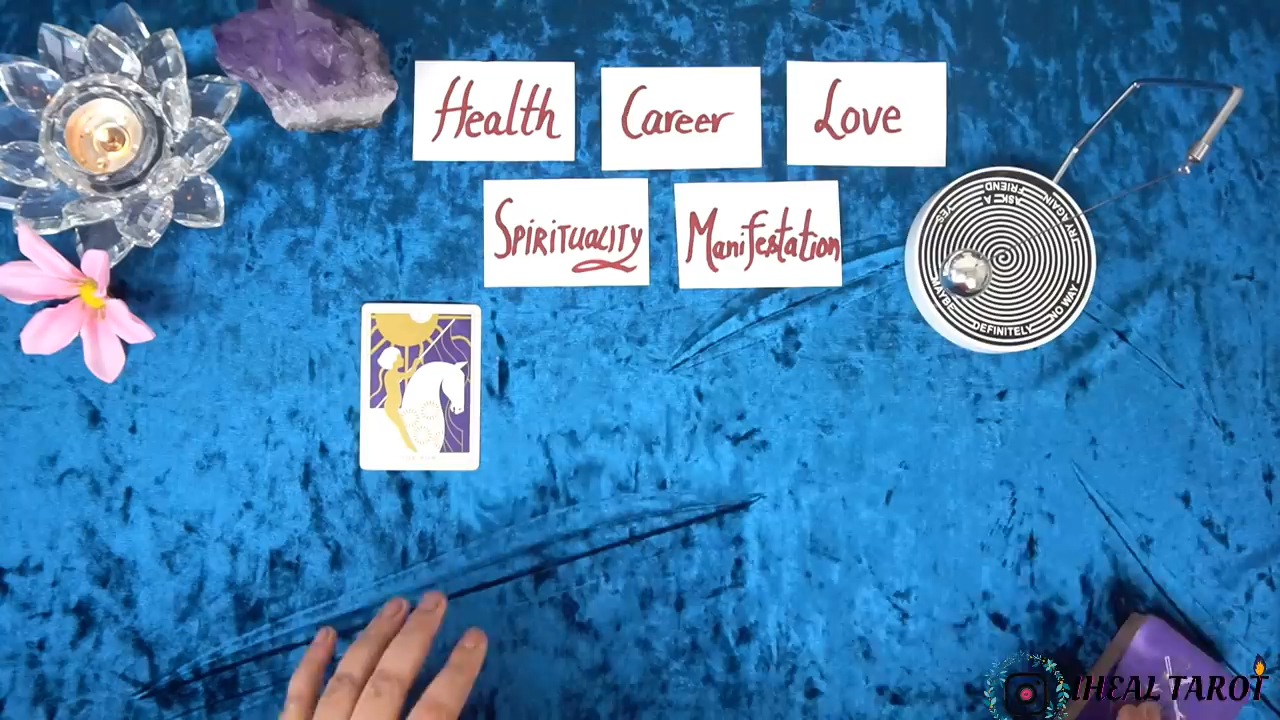 Health
Career
Love
Spirituality
Manifestation
ASK A
FRIEND
TRY AGAIN
NO WAY
DEFINITELY
MAYBE
YES
IHEAL TAROT